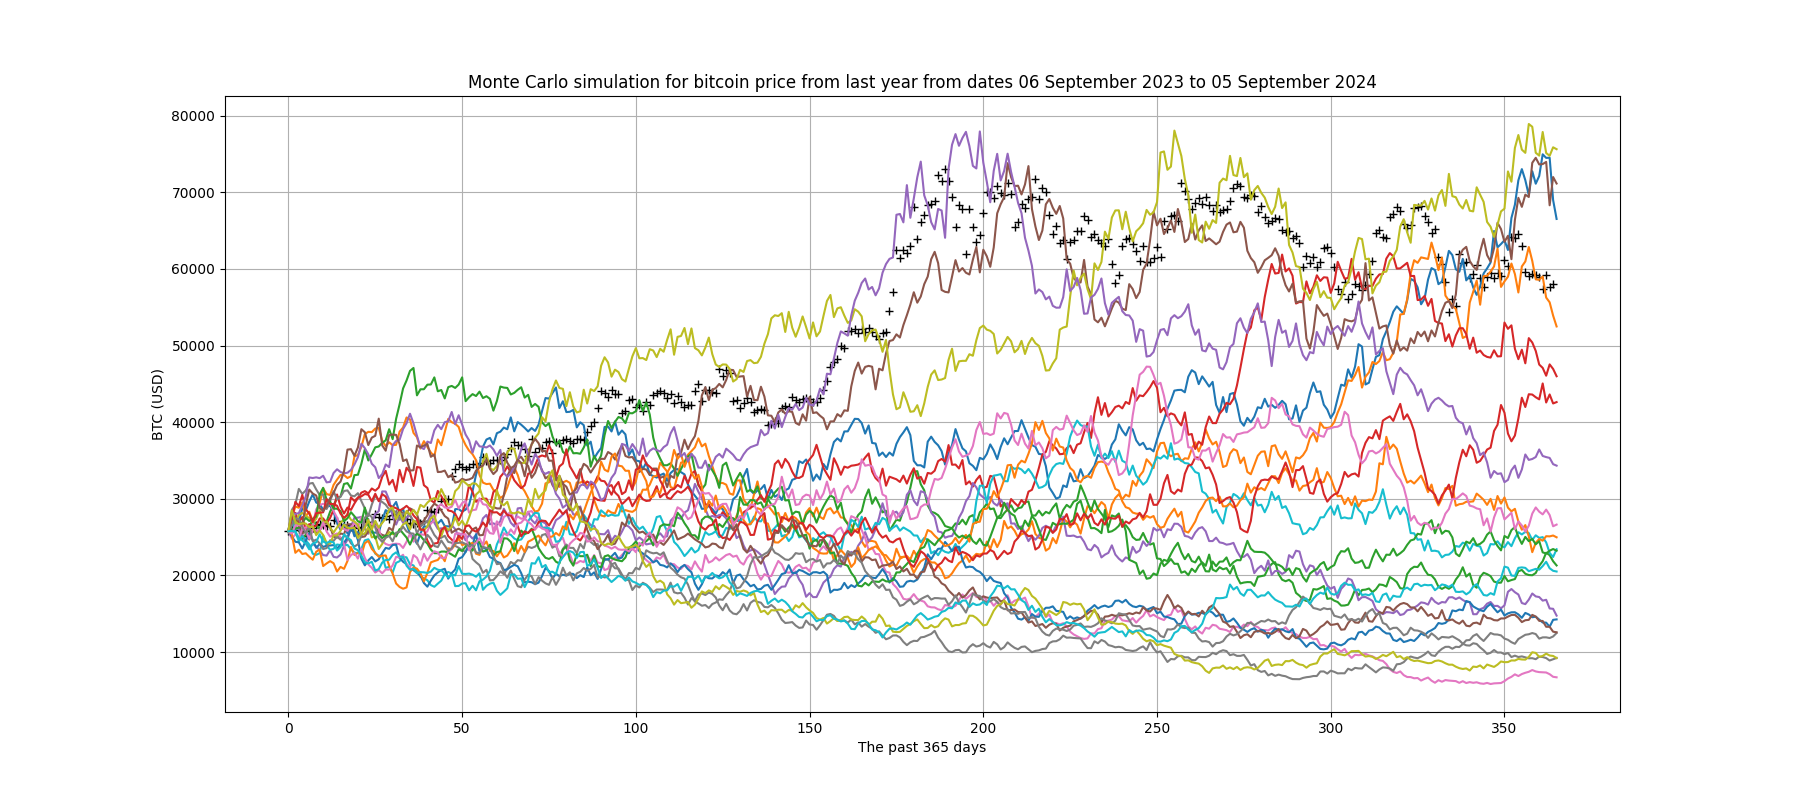 Monte Carlo simulation for bitcoin price from last year from dates 06 September 2023 to 05 September 2024
80000
70000
60000
50000
40000
30000
20000
10000
BTC (USD)
0 50 100 150 200 250 300 350
The past 365 days